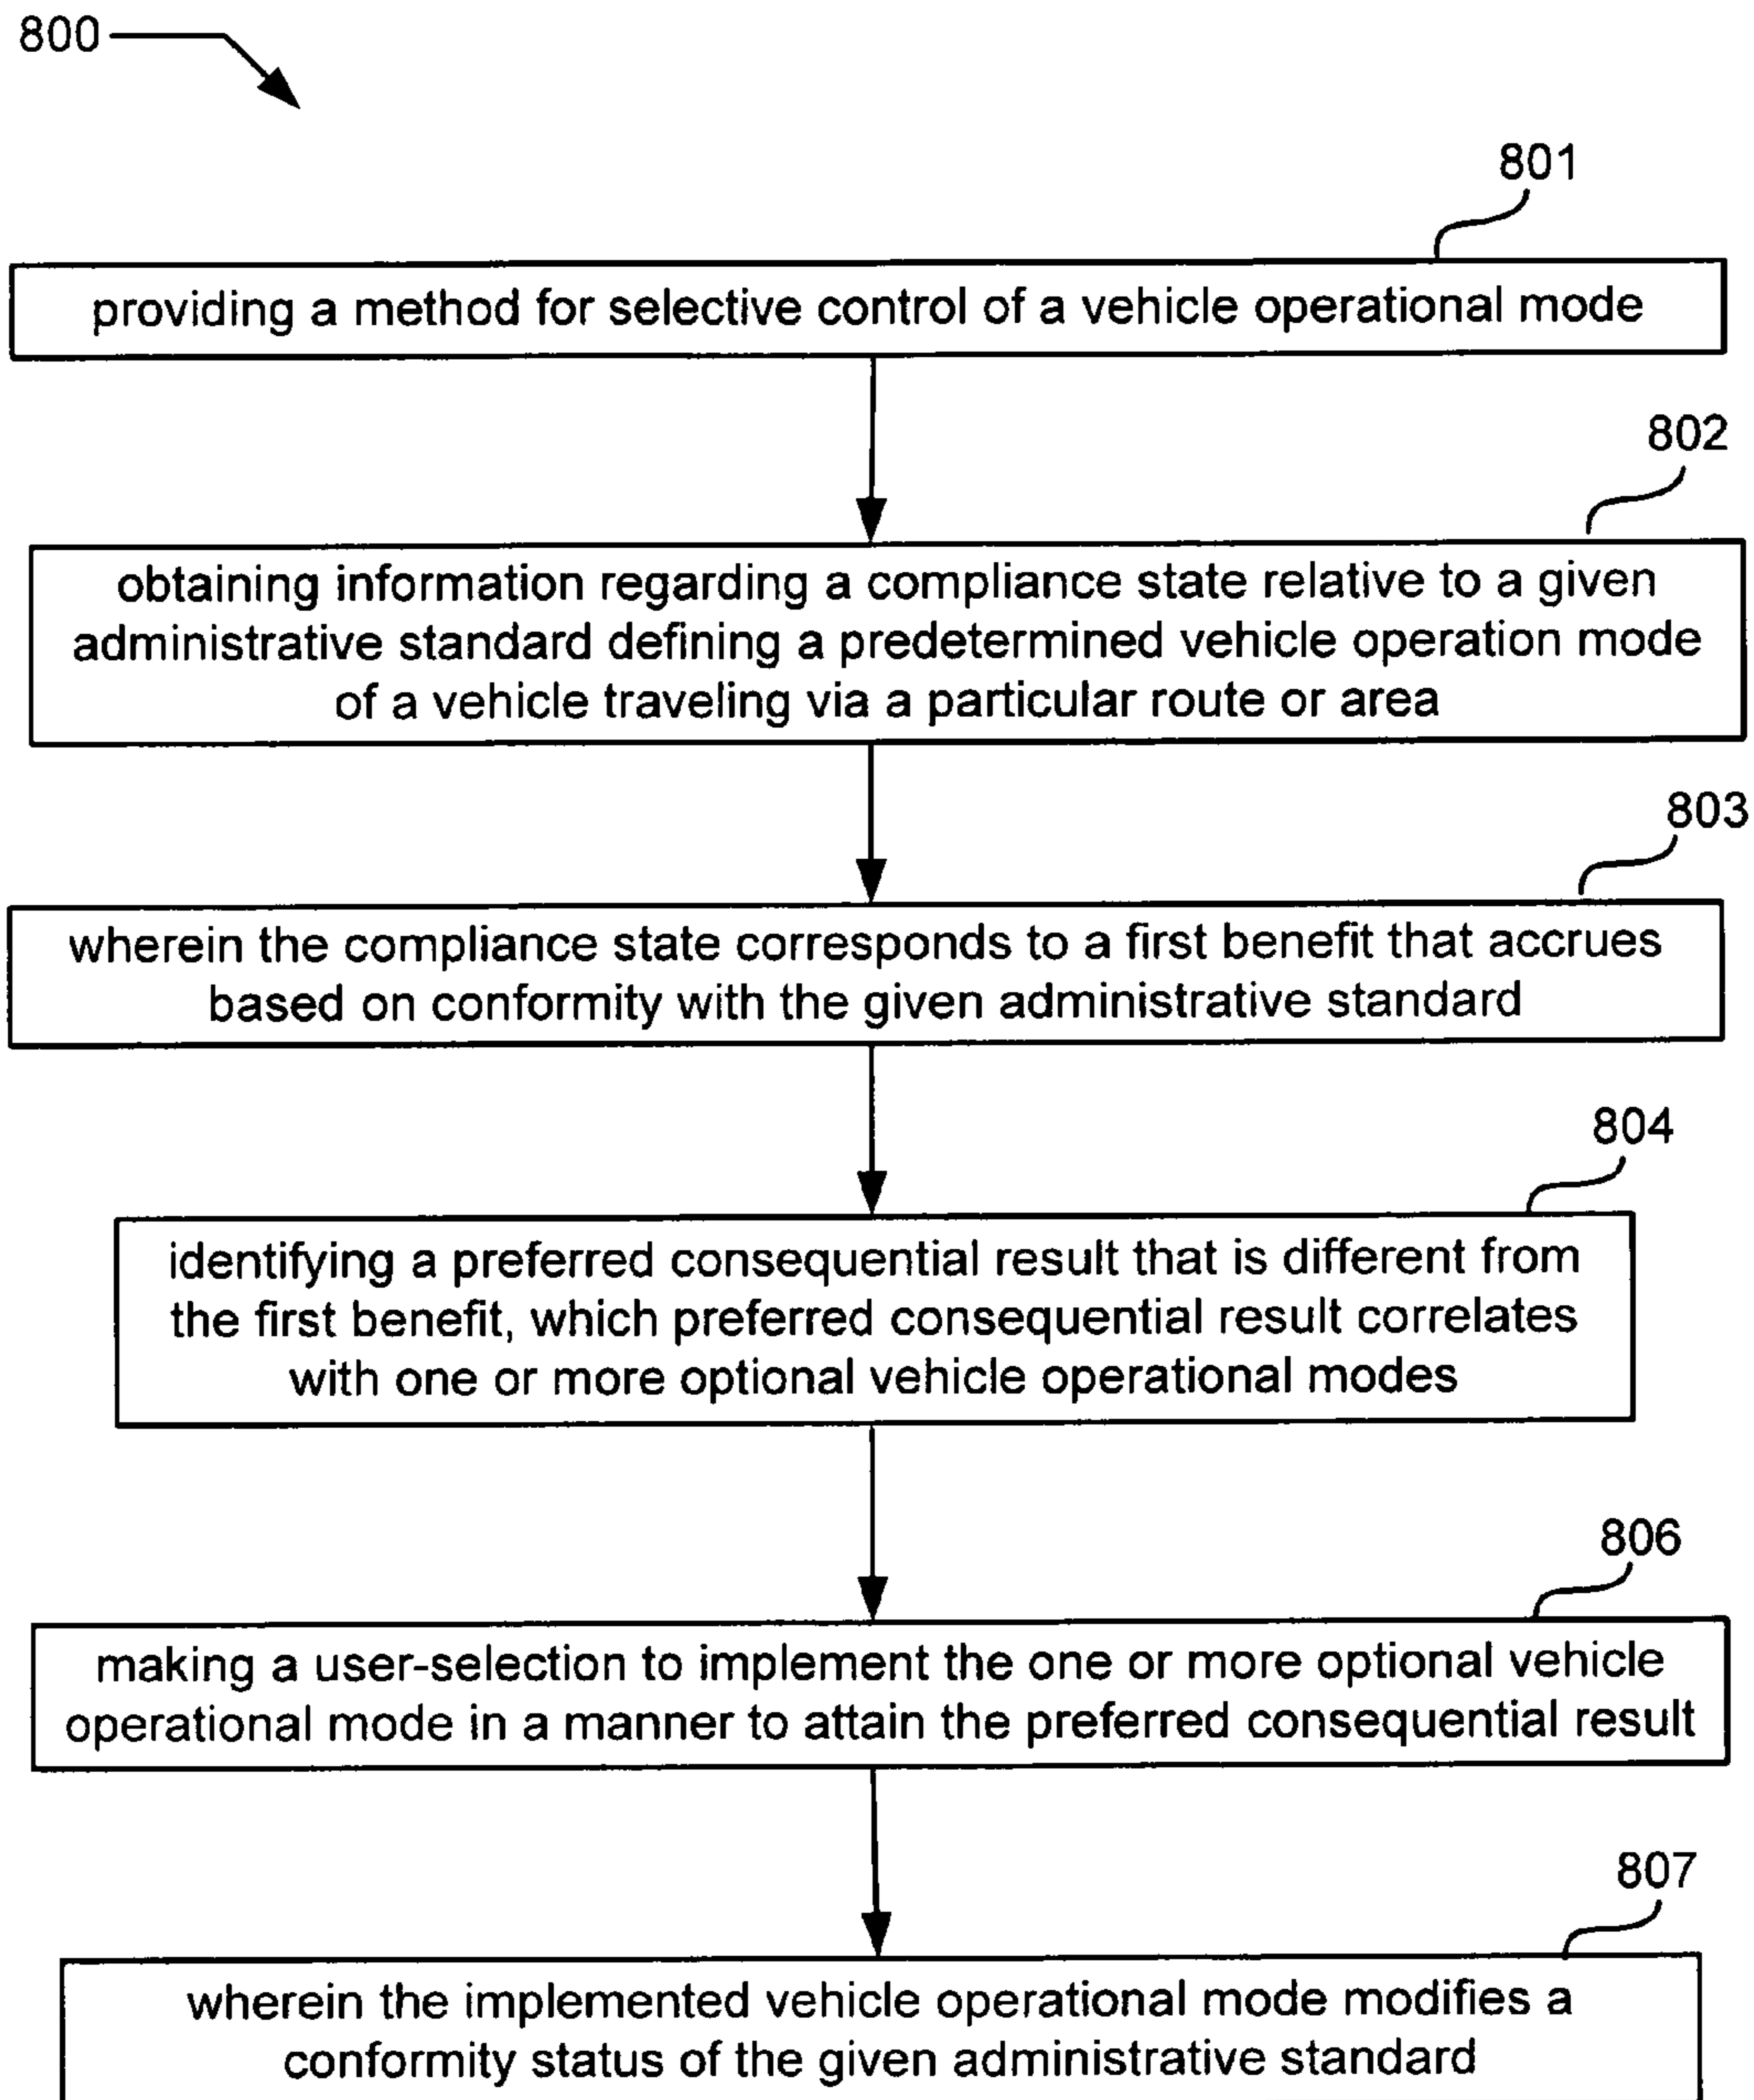 800
801
providing a method for selective control of a vehicle operational mode
802
obtaining information regarding a compliance state relative to a given
administrative standard defining a predetermined vehicle operation mode
of a vehicle traveling via a particular route or area
803
wherein the compliance state corresponds to a first benefit that accrues
based on conformity with the given administrative standard
804
identifying a preferred consequential result that is different from
the first benefit, which preferred consequential result correlates
with one or more optional vehicle operational modes
806
making a user-selection to implement the one or more optional vehicle
operational mode in a manner to attain the preferred consequential result
807
wherein the implemented vehicle operational mode modifies a
conformity status of the given administrative standard